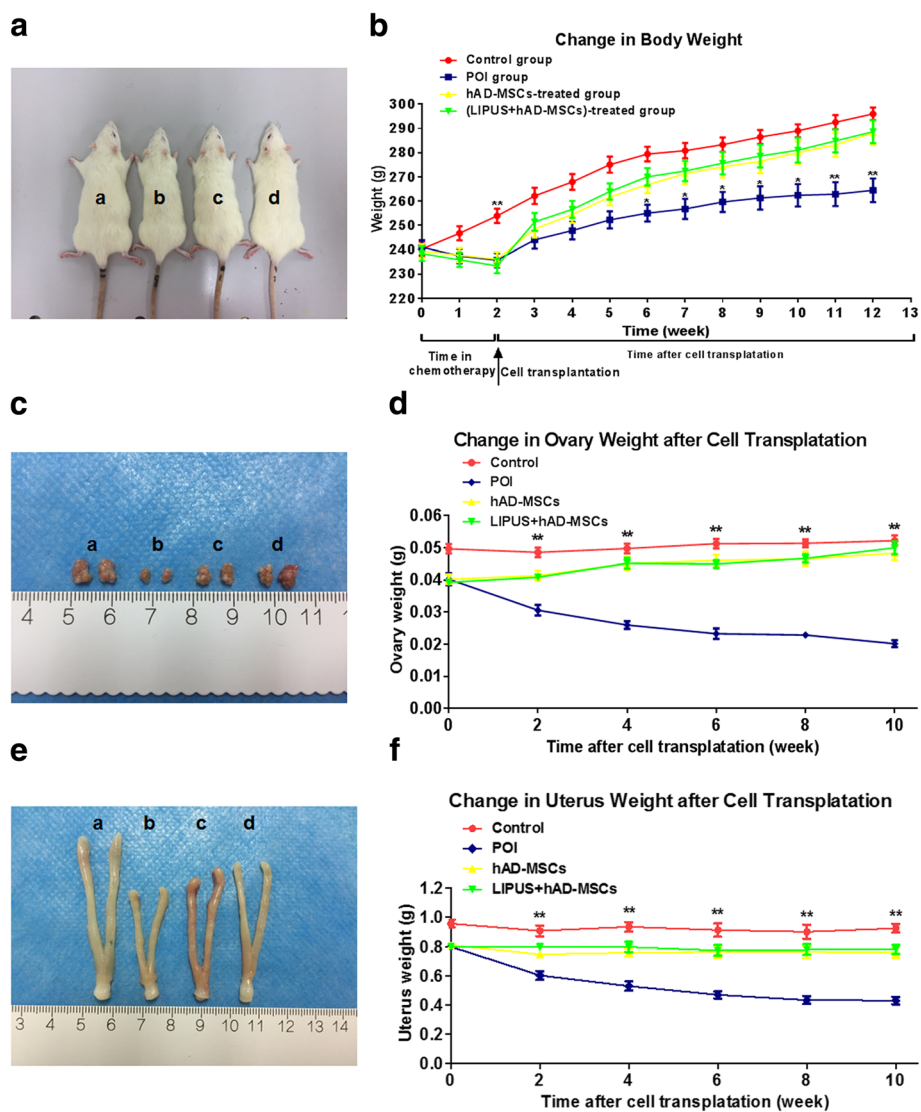 a
a
b
c
d
b
Change in Body Weight
Control group
POI group
hAD-MSCs-treated group
(LIPUS+hAD-MSCs)-treated group
Weight (g)
300
290
280
270
260
250
240
230
220
**
*
*
*
*
*
**
**
0 1 2 3 4 5 6 7 8 9 10 11 12 13
Time (week)
Time in
chemotherapy
Cell transplantation
Time after cell transplatation
c
a
b
c
d
4 5 6 7 8 9 10 11
d
Change in Ovary Weight after Cell Transplatation
Control
POI
hAD-MSCs
LIPUS+hAD-MSCs
Ovary weight (g)
0.06
0.05
0.04
0.03
0.02
0.01
0.00
** ** ** ** **
0 2 4 6 8 10
Time after cell transplatation (week)
e
a
b
c
d
3 4 5 6 7 8 9 10 11 12 13 14
f
Change in Uterus Weight after Cell Transplatation
Control
POI
hAD-MSCs
LIPUS+hAD-MSCs
Uterus weight (g)
1.2
1.0
0.8
0.6
0.4
0.2
0.0
** ** ** ** **
0 2 4 6 8 10
Time after cell transplatation (week)